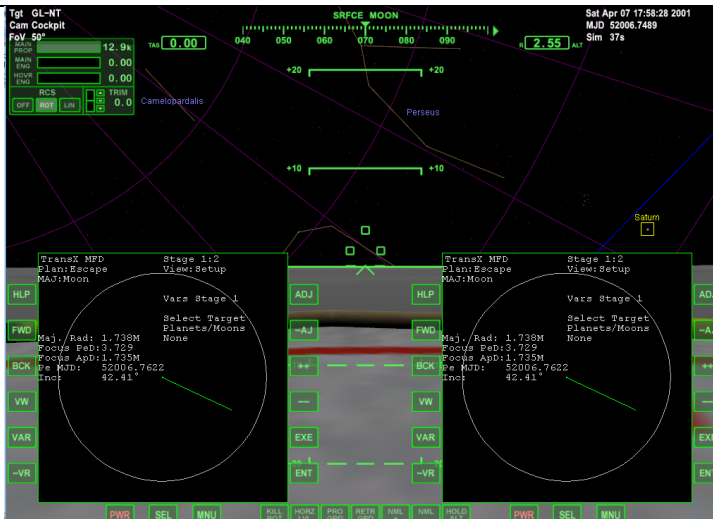 Tgt GL-NT
Cam Cockpit
FoV 50°
MAIN PROP 12.9k
MAIN ENG 0.00
HOVR ENG 0.00
RCS TRIM
OFF ROT LIN 0.0
SRFCE MOON
040 050 060 070 080 090
TAS 0.00
R 2.55 ALT
Sat Apr 07 17:58:28 2001
MJD 52006.7489
Sim 37s
+20 +20
+10 +10
Camelopardalis
Perseus
Saturn
TransX MFD Stage 1:2
Plan:Escape View:Setup
MAJ:Moon
Vars Stage 1
Select Target
Planets/Moons
None
Maj. Rad: 1.738M
Focus PeD:3.729
Focus ApD:1.735M
Pe MJD: 52006.7622
Inc: 42.41°
HLP
FWD
BCK
VW
VAR
-VR
ADJ
-AJ
++
--
EXE
ENT
PWR SEL MNU
KILL ROT HORZ LVL PRO GRD RETR GRD NML + NML - HOLD ALT
TransX MFD Stage 1:2
Plan:Escape View:Setup
MAJ:Moon
Vars Stage 1
Select Target
Planets/Moons
None
Maj. Rad: 1.738M
Focus PeD:3.729
Focus ApD:1.735M
Pe MJD: 52006.7622
Inc: 42.41°
HLP
FWD
BCK
VW
VAR
-VR
PWR SEL MNU